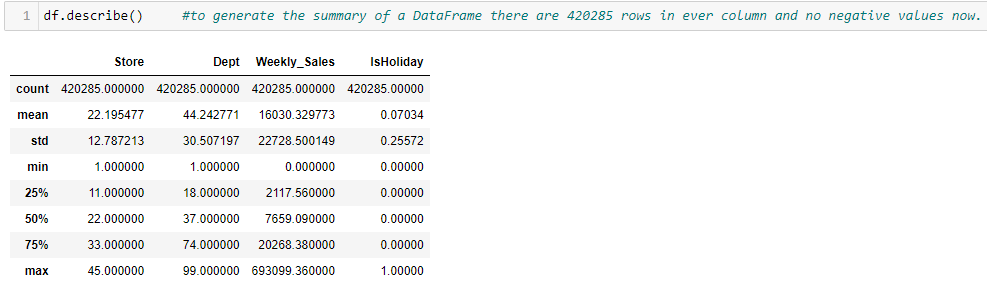 1 df.describe() #to generate the summary of a DataFrame there are 420285 rows in ever column and no negative values now.
Store Dept Weekly_Sales IsHoliday
count 420285.000000 420285.000000 420285.000000 420285.00000
mean 22.195477 44.242771 16030.329773 0.07034
std 12.787213 30.507197 22728.500149 0.25572
min 1.000000 1.000000 0.000000 0.00000
25% 11.000000 18.000000 2117.560000 0.00000
50% 22.000000 37.000000 7659.090000 0.00000
75% 33.000000 74.000000 20268.380000 0.00000
max 45.000000 99.000000 693099.360000 1.00000